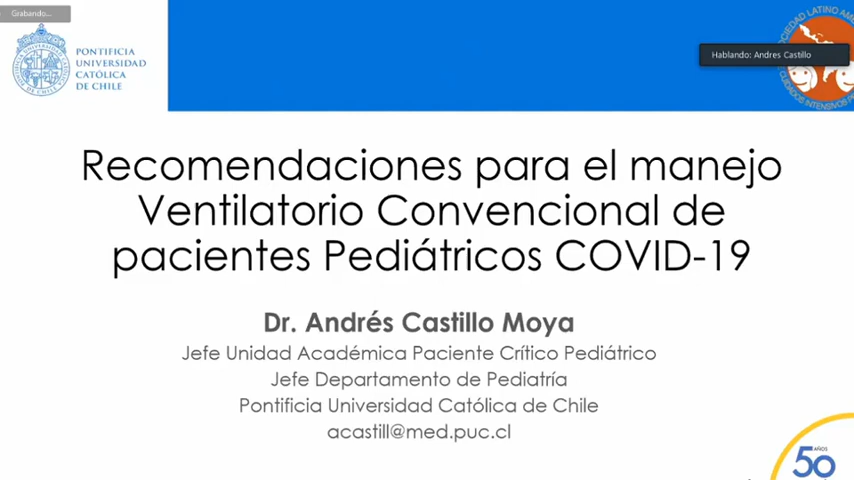 Grabando...
PONTIFICIA
UNIVERSIDAD
CATÓLICA
DE CHILE
Hablando: Andres Castillo
Recomendaciones para el manejo
Ventilatorio Convencional de
pacientes Pediátricos COVID-19
Dr. Andrés Castillo Moya
Jefe Unidad Académica Paciente Crítico Pediátrico
Jefe Departamento de Pediatría
Pontificia Universidad Católica de Chile
acastill@med.puc.cl
AÑOS
50